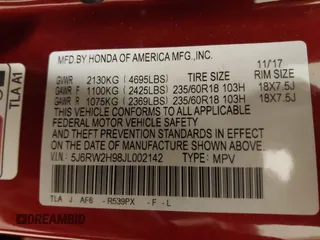 TLA A1
MFD.BY HONDA OF AMERICA MFG.,INC. 11/17
GVWR 2130KG (4695LBS) TIRE SIZE RIM SIZE
GAWR F 1100KG (2425LBS) 235/60R18 103H 18X7.5J
GAWR R 1075KG (2369LBS) 235/60R18 103H 18X7.5J
THIS VEHICLE CONFORMS TO ALL APPLICABLE
FEDERAL MOTOR VEHICLE SAFETY STANDARDS
IN EFFECT ON THE DATE OF MANUFACTURE
SHOWN ABOVE.
V.I.N.: 5J6RW2H98JL002142 TYPE: MPV
TLA J AF6 - R539PX - F - L
DREAMBID